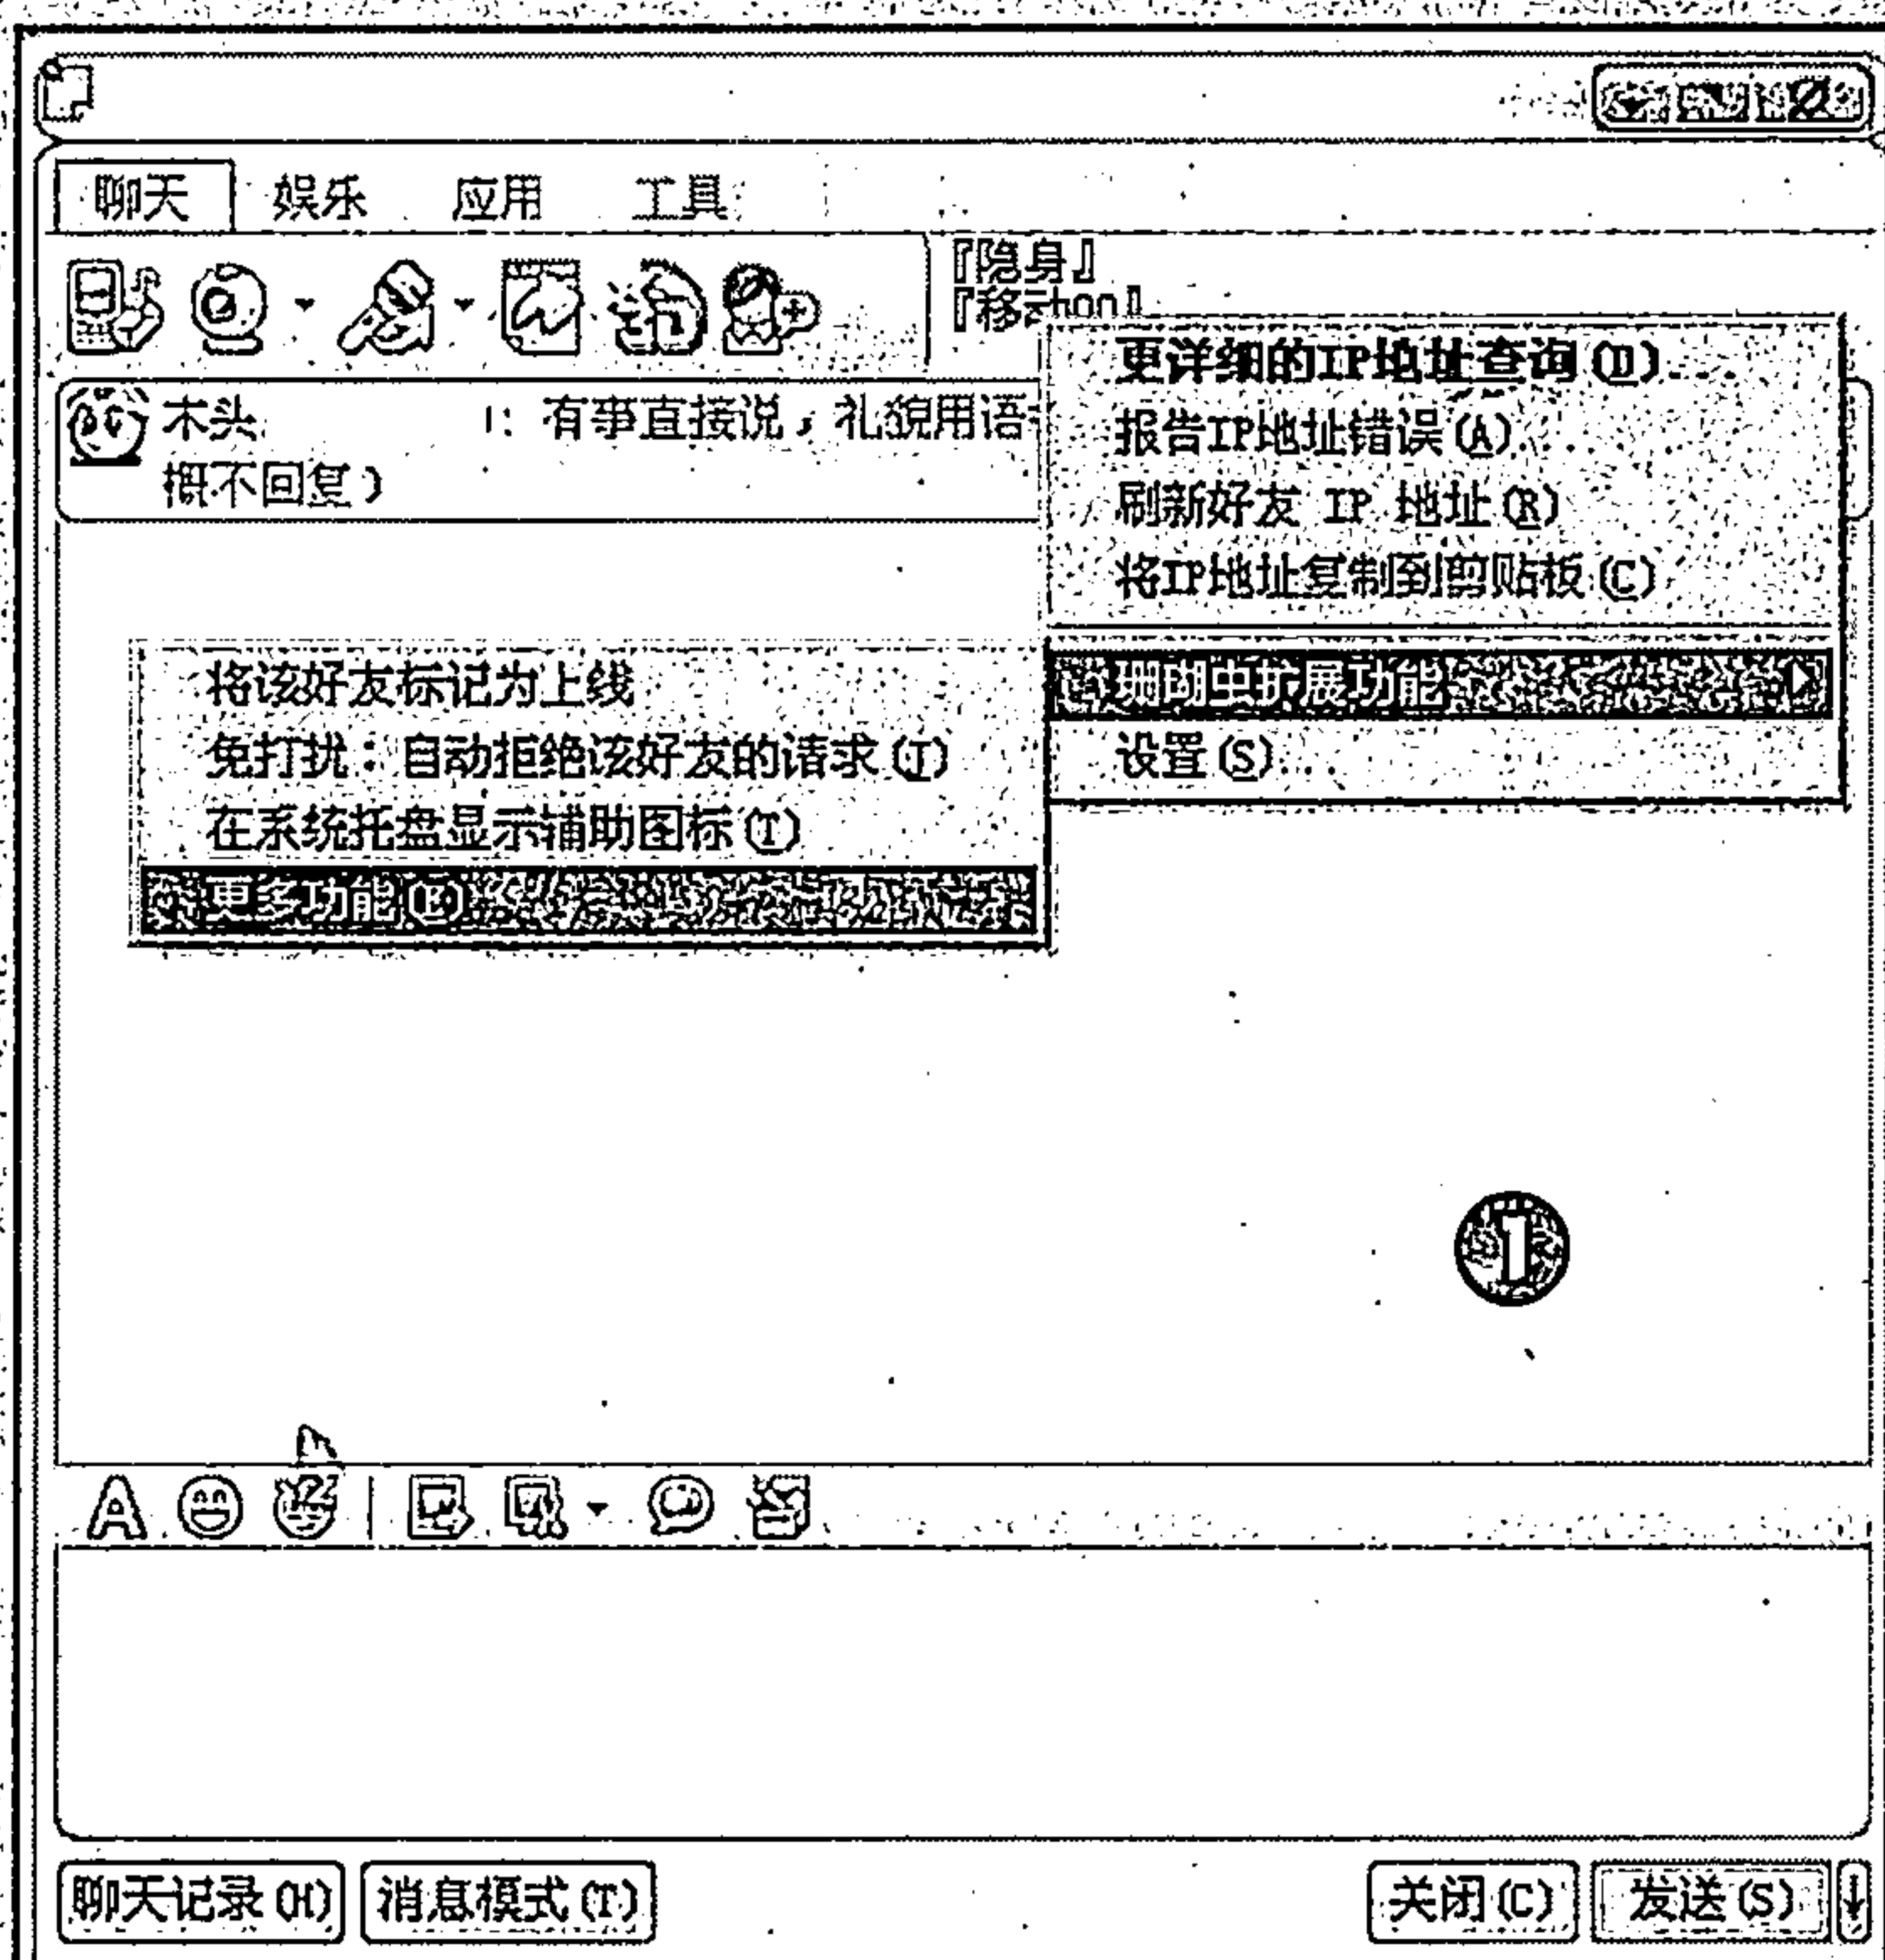 聊天 娱乐 应用 工具
『隐身』
『移动hon』
木头 ：有事直接说，礼貌用语
概不回复）
更详细的IP地址查询(D)...
报告IP地址错误(A)...
刷新好友 IP 地址(R)
将IP地址复制到剪贴板(C)
珊瑚虫扩展功能
设置(S)...
将该好友标记为上线
免打扰：自动拒绝该好友的请求(J)
在系统托盘显示辅助图标(T)
更多功能(E)
1
A
聊天记录(H) 消息模式(T) 关闭(C) 发送(S)